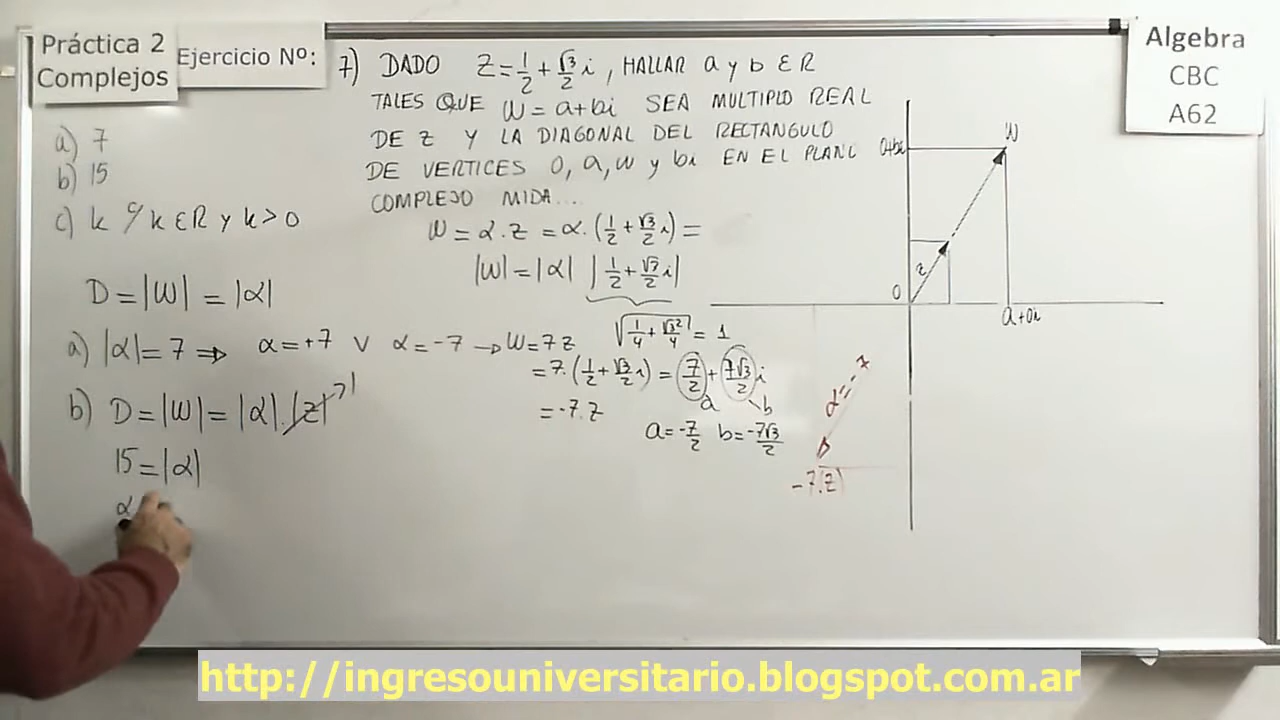 Práctica 2
Complejos
Ejercicio Nº:
Algebra
CBC
A62
7) DADO Z = 1/2 + √3/2 i , HALLAR a y b ∈ R
TALES QUE W = a+bi SEA MULTIPLO REAL
DE Z Y LA DIAGONAL DEL RECTANGULO
DE VERTICES 0, a, w y bi EN EL PLANO
COMPLEJO MIDA....
a) 7
b) 15
c) k % k ∈ R y k > 0
W = α . Z = α . (1/2 + √3/2 i) =
|W| = |α| |1/2 + √3/2 i|
√(1/4 + √3²/4) = 1
D = |W| = |α|
a) |α| = 7 ⇒ α = +7 ∨ α = -7 → W = 7 Z
= 7 . (1/2 + √3/2 i) = 7/2 + 7√3/2 i
a b
= -7 . Z
a = -7/2 b = -7√3/2
b) D = |W| = |α| . |Z| 1
15 = |α|
α
W
0+bi
z
0
a+0i
-7.(Z)
http://ingresouniversitario.blogspot.com.ar